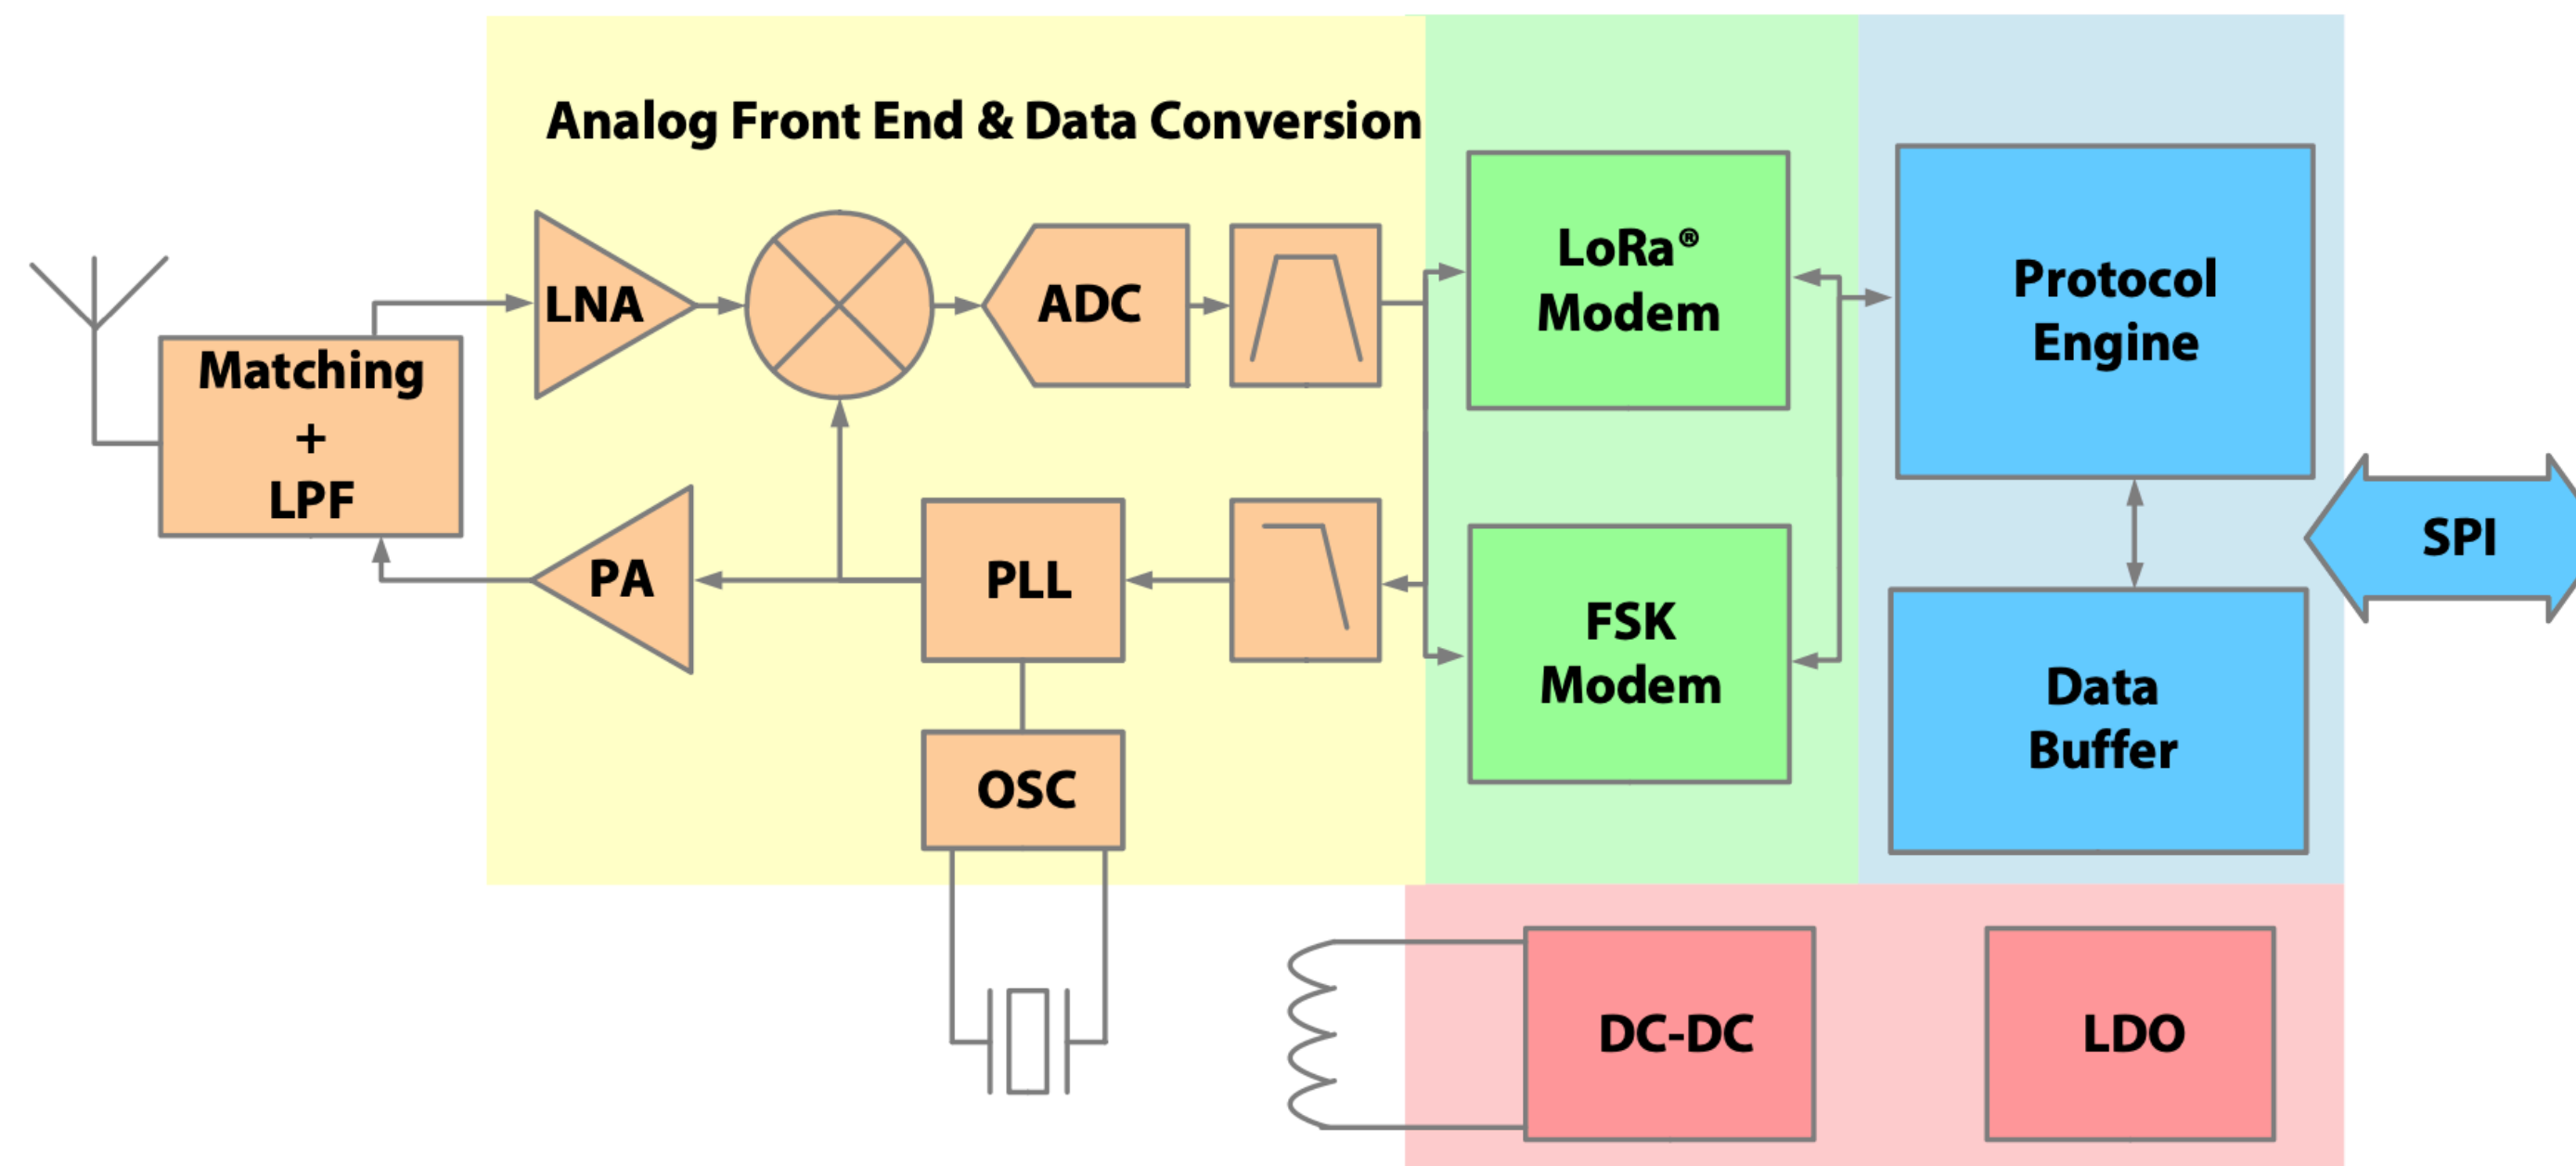 Analog Front End & Data Conversion
LNA
ADC
LoRa®
Modem
Protocol
Engine
Matching
+
LPF
PA
PLL
FSK
Modem
SPI
Data
Buffer
OSC
DC-DC
LDO